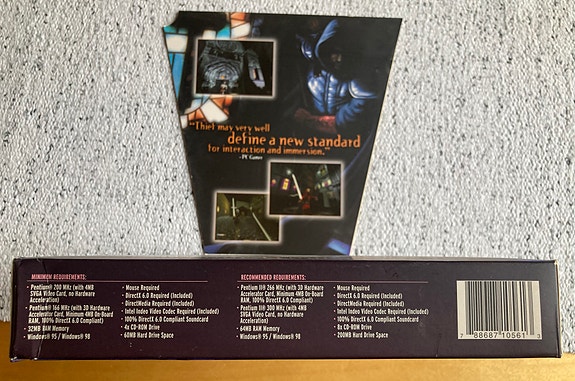 "Thief may very well
define a new standard
for interaction and immersion."
-PC Gamer
MINIMUM REQUIREMENTS:
• Pentium® 200 MHz (with 4MB
SVGA Video Card, no Hardware
Acceleration)
• Pentium® 166 MHz (with 3D Hardware
Accelerator Card, Minimum 4MB On-Board
RAM, 100% DirectX 6.0 Compliant)
• 32MB RAM Memory
• Windows® 95 / Windows® 98
• Mouse Required
• DirectX 6.0 Required (Included)
• DirectMedia Required (Included)
• Intel Indeo Video Codec Required (Included)
• 100% DirectX 6.0 Compliant Soundcard
• 4x CD-ROM Drive
• 60MB Hard Drive Space
RECOMMENDED REQUIREMENTS:
• Pentium II® 266 MHz (with 3D Hardware
Accelerator Card, Minimum 4MB On-Board
RAM, 100% DirectX 6.0 Compliant)
• Pentium II® 300 MHz (with 4MB
SVGA Video Card, no Hardware
Acceleration)
• 64MB RAM Memory
• Windows® 95 / Windows® 98
• Mouse Required
• DirectX 6.0 Required (Included)
• DirectMedia Required (Included)
• Intel Indeo Video Codec Required (Included)
• 100% DirectX 6.0 Compliant Soundcard
• 8x CD-ROM Drive
• 200MB Hard Drive Space
7 88687 10561 3